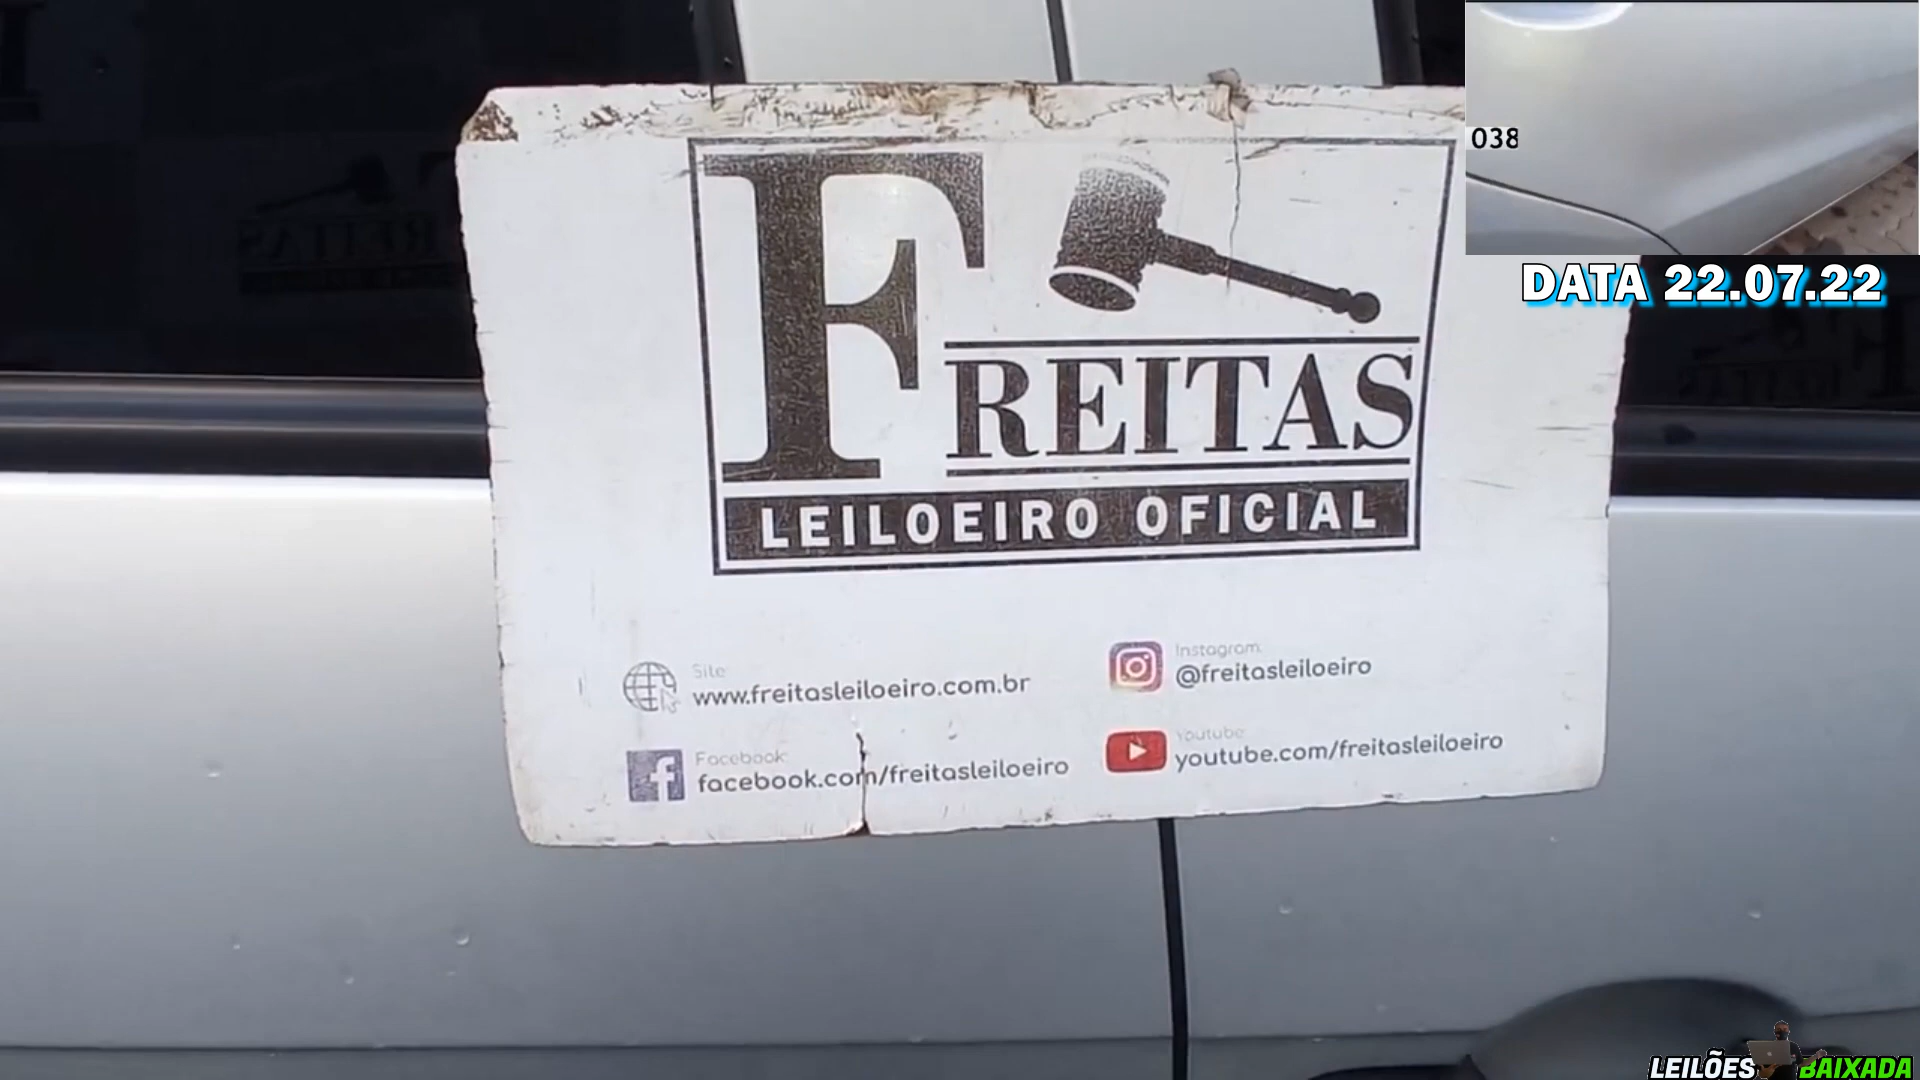 FREITAS
LEILOEIRO OFICIAL
Site
www.freitasleiloeiro.com.br
Instagram
@freitasleiloeiro
Facebook
facebook.com/freitasleiloeiro
Youtube
youtube.com/freitasleiloeiro
038
DATA 22.07.22
LEILÕES BAIXADA